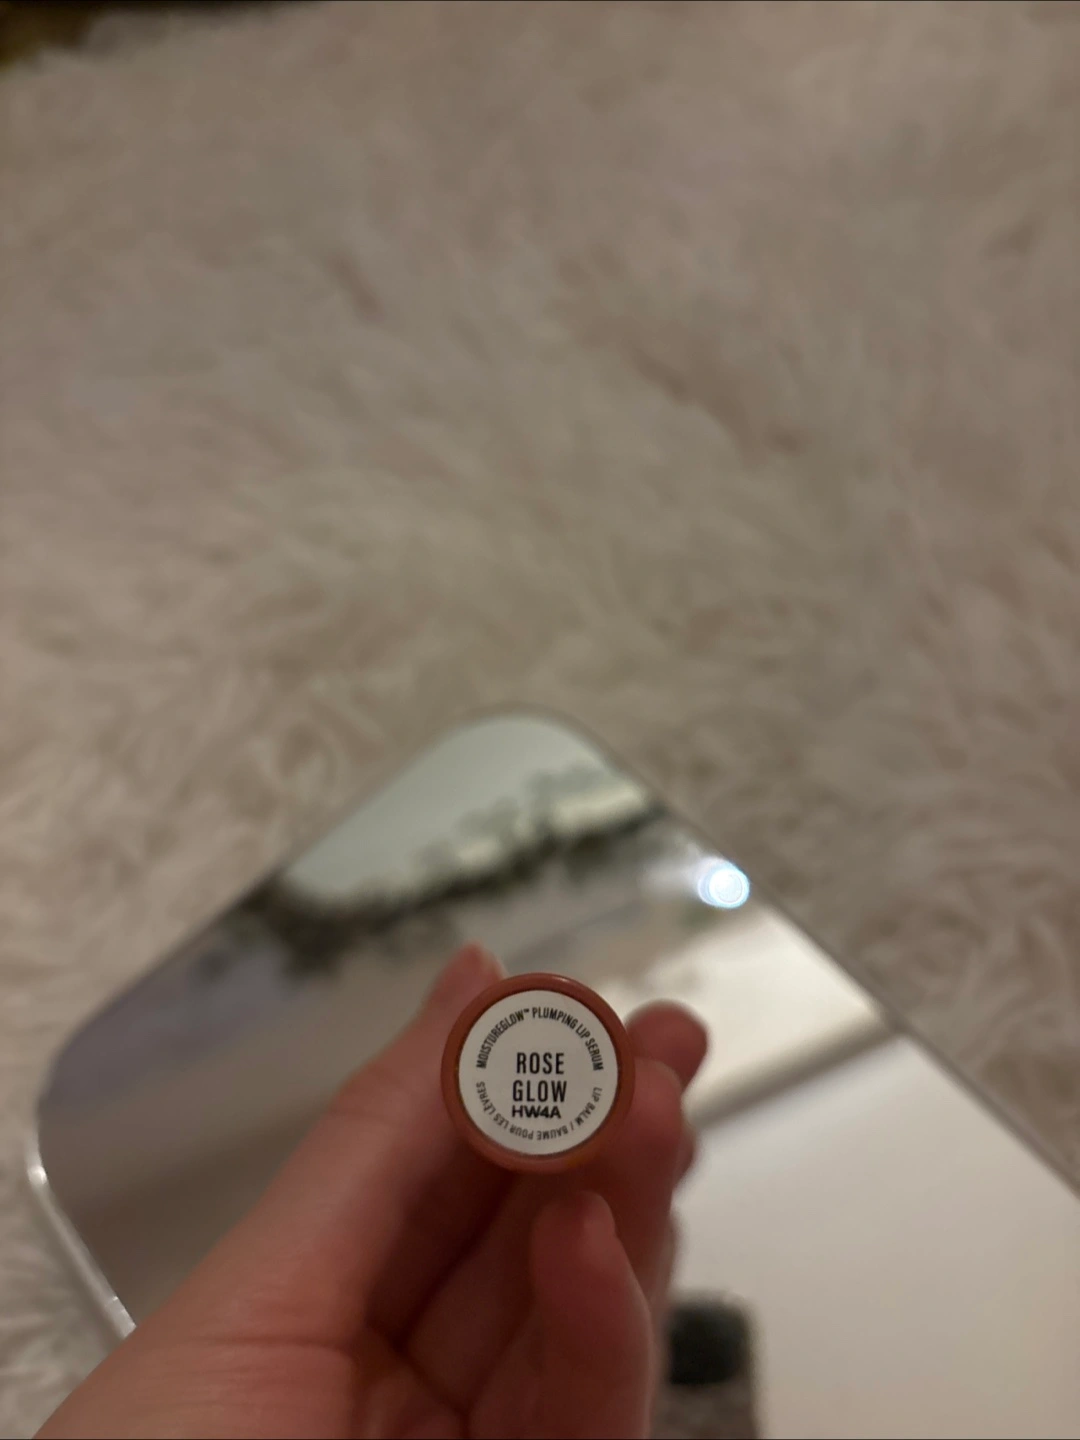 MOISTUREGLOW™ PLUMPING LIP SERUM
ROSE
GLOW
HW4A
LIP BALM / BAUME POUR LES LÈVRES